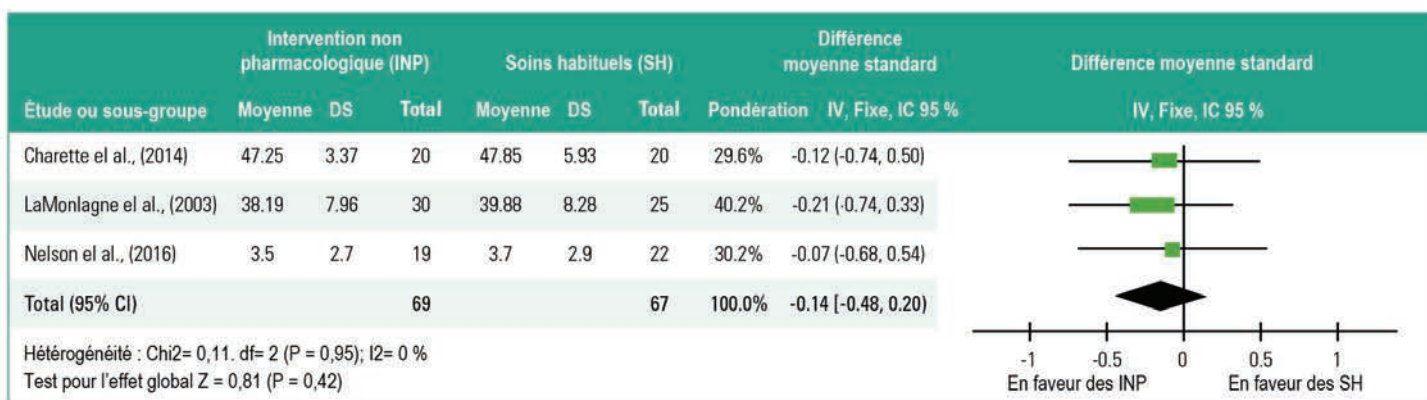 Intervention non pharmacologique (INP) Soins habituels (SH) Différence moyenne standard Différence moyenne standard
Étude ou sous-groupe Moyenne DS Total Moyenne DS Total Pondération IV, Fixe, IC 95 % IV, Fixe, IC 95 %
Charette el al., (2014) 47.25 3.37 20 47.85 5.93 20 29.6% -0.12 (-0.74, 0.50)
LaMonlagne el al., (2003) 38.19 7.96 30 39.88 8.28 25 40.2% -0.21 (-0.74, 0.33)
Nelson el al., (2016) 3.5 2.7 19 3.7 2.9 22 30.2% -0.07 (-0.68, 0.54)
Total (95% CI) 69 67 100.0% -0.14 [-0.48, 0.20)
Hétérogénéité : Chi2= 0,11. df= 2 (P = 0,95); I2= 0 %
Test pour l'effet global Z = 0,81 (P = 0,42)
-1 -0.5 0 0.5 1
En faveur des INP En faveur des SH